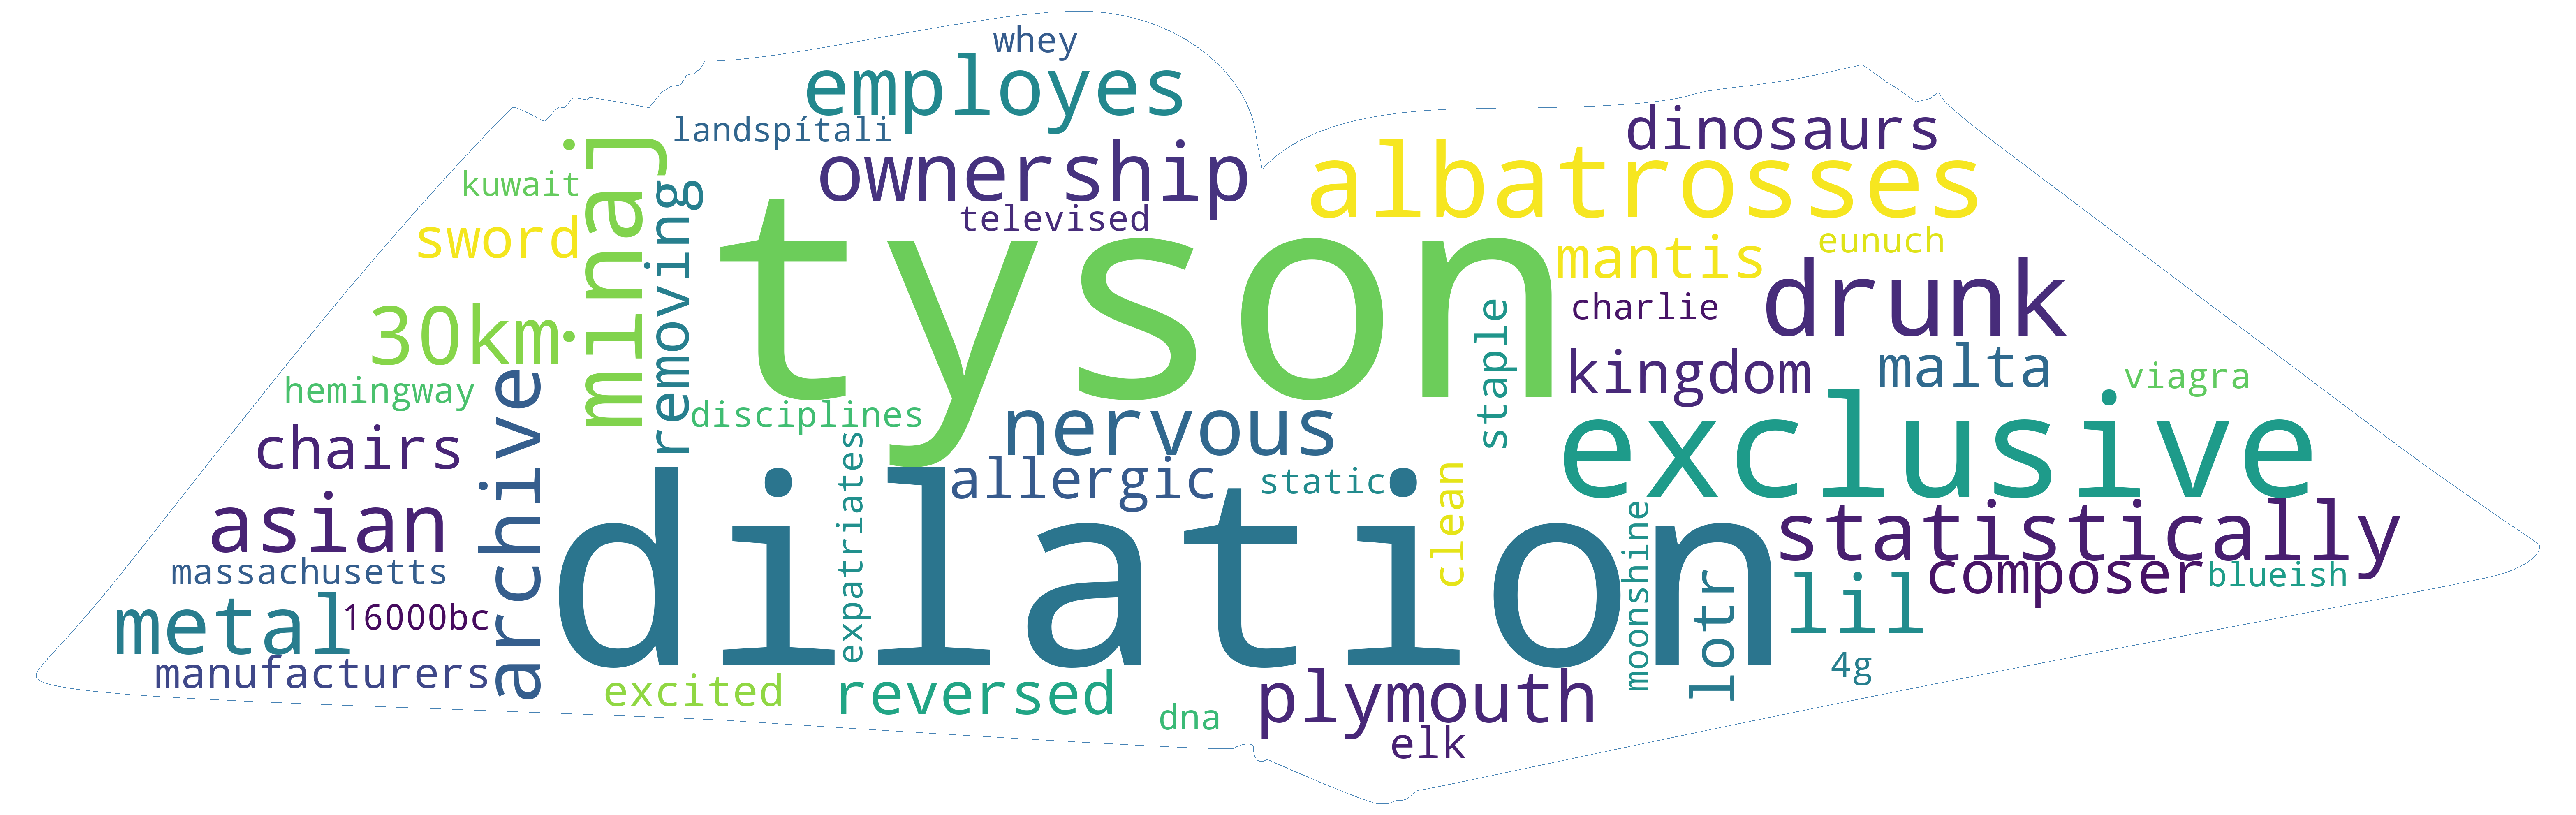 whey
employes
landspítali
dinosaurs
ownership
albatrosses
minaj
kuwait
removing
televised
sword
tyson
mantis
eunuch
drunk
30km
charlie
staple
kingdom
malta
viagra
hemingway
archive
disciplines
nervous
exclusive
chairs
expatriates
allergic
static
clean
asian
dilation
moonshine
statistically
massachusetts
composer
blueish
metal
16000bc
lotr
lil
manufacturers
excited
reversed
plymouth
4g
dna
elk